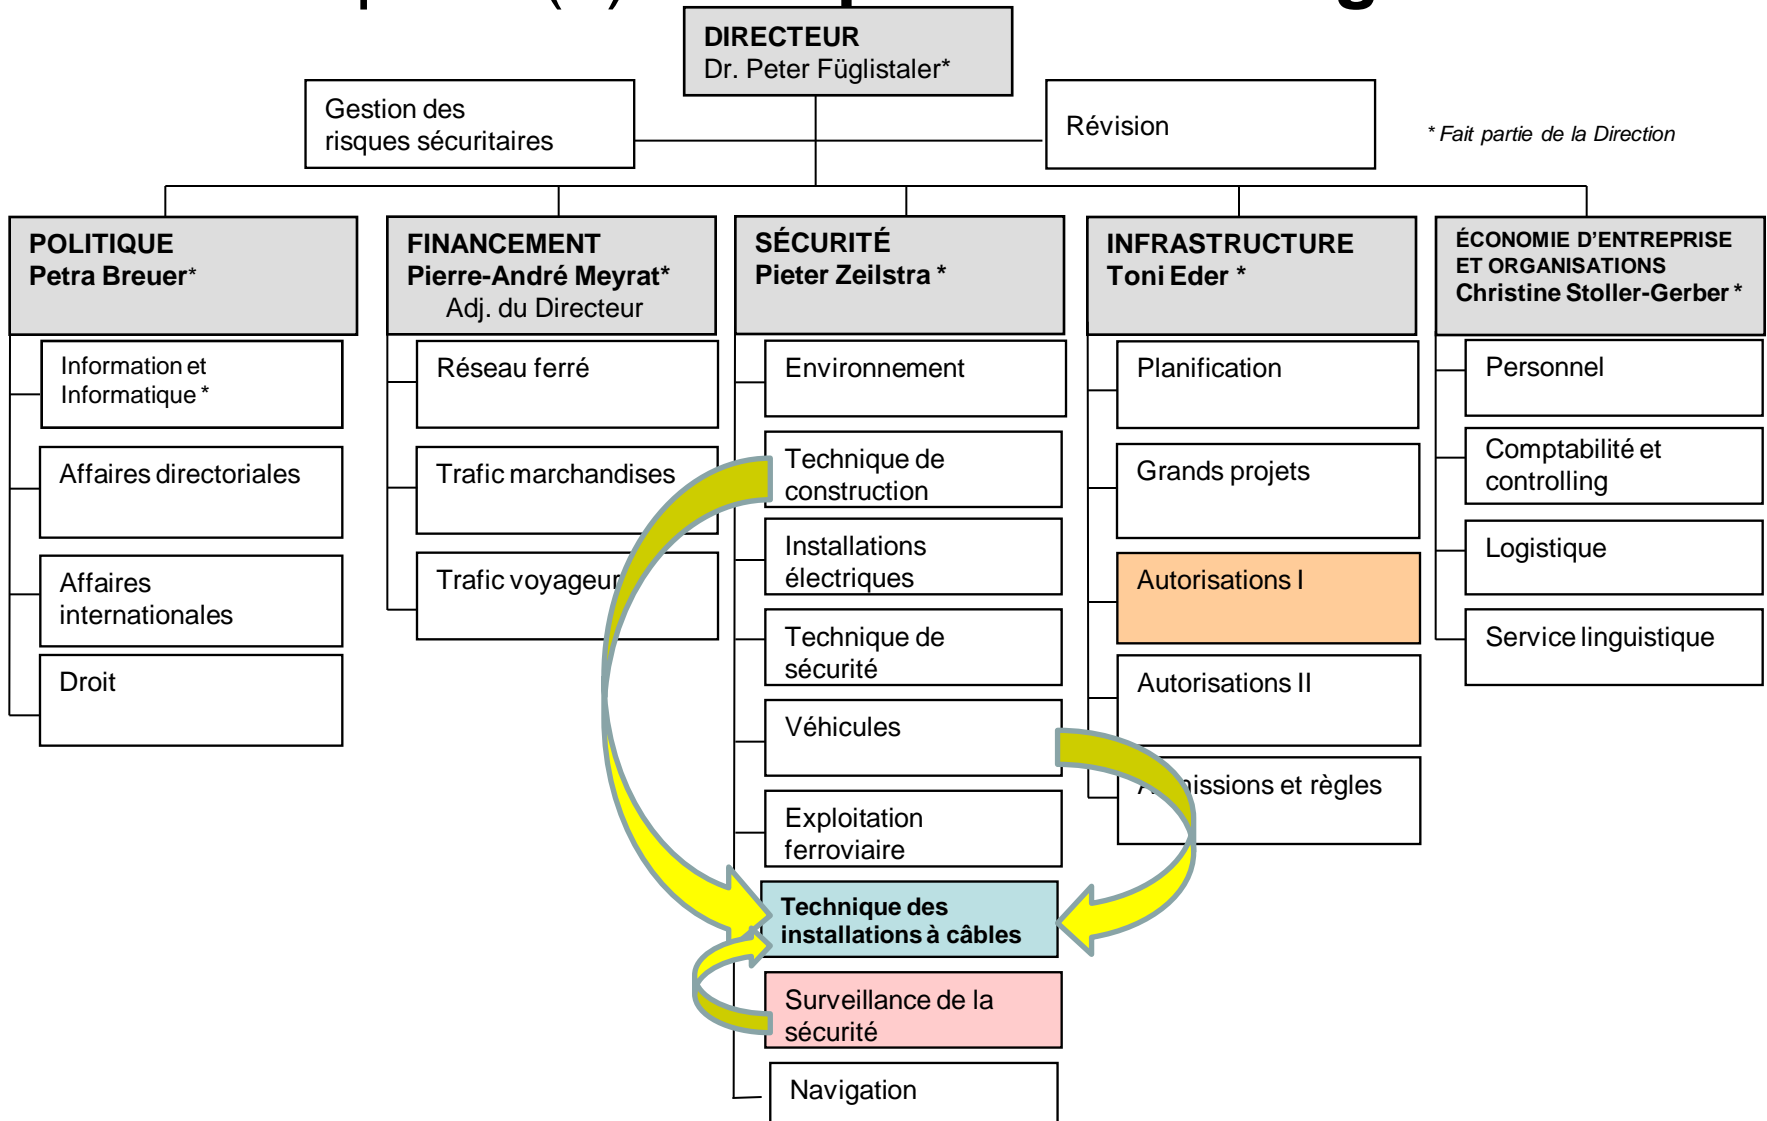 DIRECTEUR
Dr. Peter Füglistaler*
Gestion des
risques sécuritaires
Révision
* Fait partie de la Direction
POLITIQUE
Petra Breuer*
Information et
Informatique *
Affaires directoriales
Affaires
internationales
Droit
FINANCEMENT
Pierre-André Meyrat*
Adj. du Directeur
Réseau ferré
Trafic marchandises
Trafic voyageur
SÉCURITÉ
Pieter Zeilstra *
Environnement
Technique de
construction
Installations
électriques
Technique de
sécurité
Véhicules
Exploitation
ferroviaire
Technique des
installations à câbles
Surveillance de la
sécurité
Navigation
INFRASTRUCTURE
Toni Eder *
Planification
Grands projets
Autorisations I
Autorisations II
et règles
ÉCONOMIE D'ENTREPRISE
ET ORGANISATIONS
Christine Stoller-Gerber *
Personnel
Comptabilité et
controlling
Logistique
Service linguistique